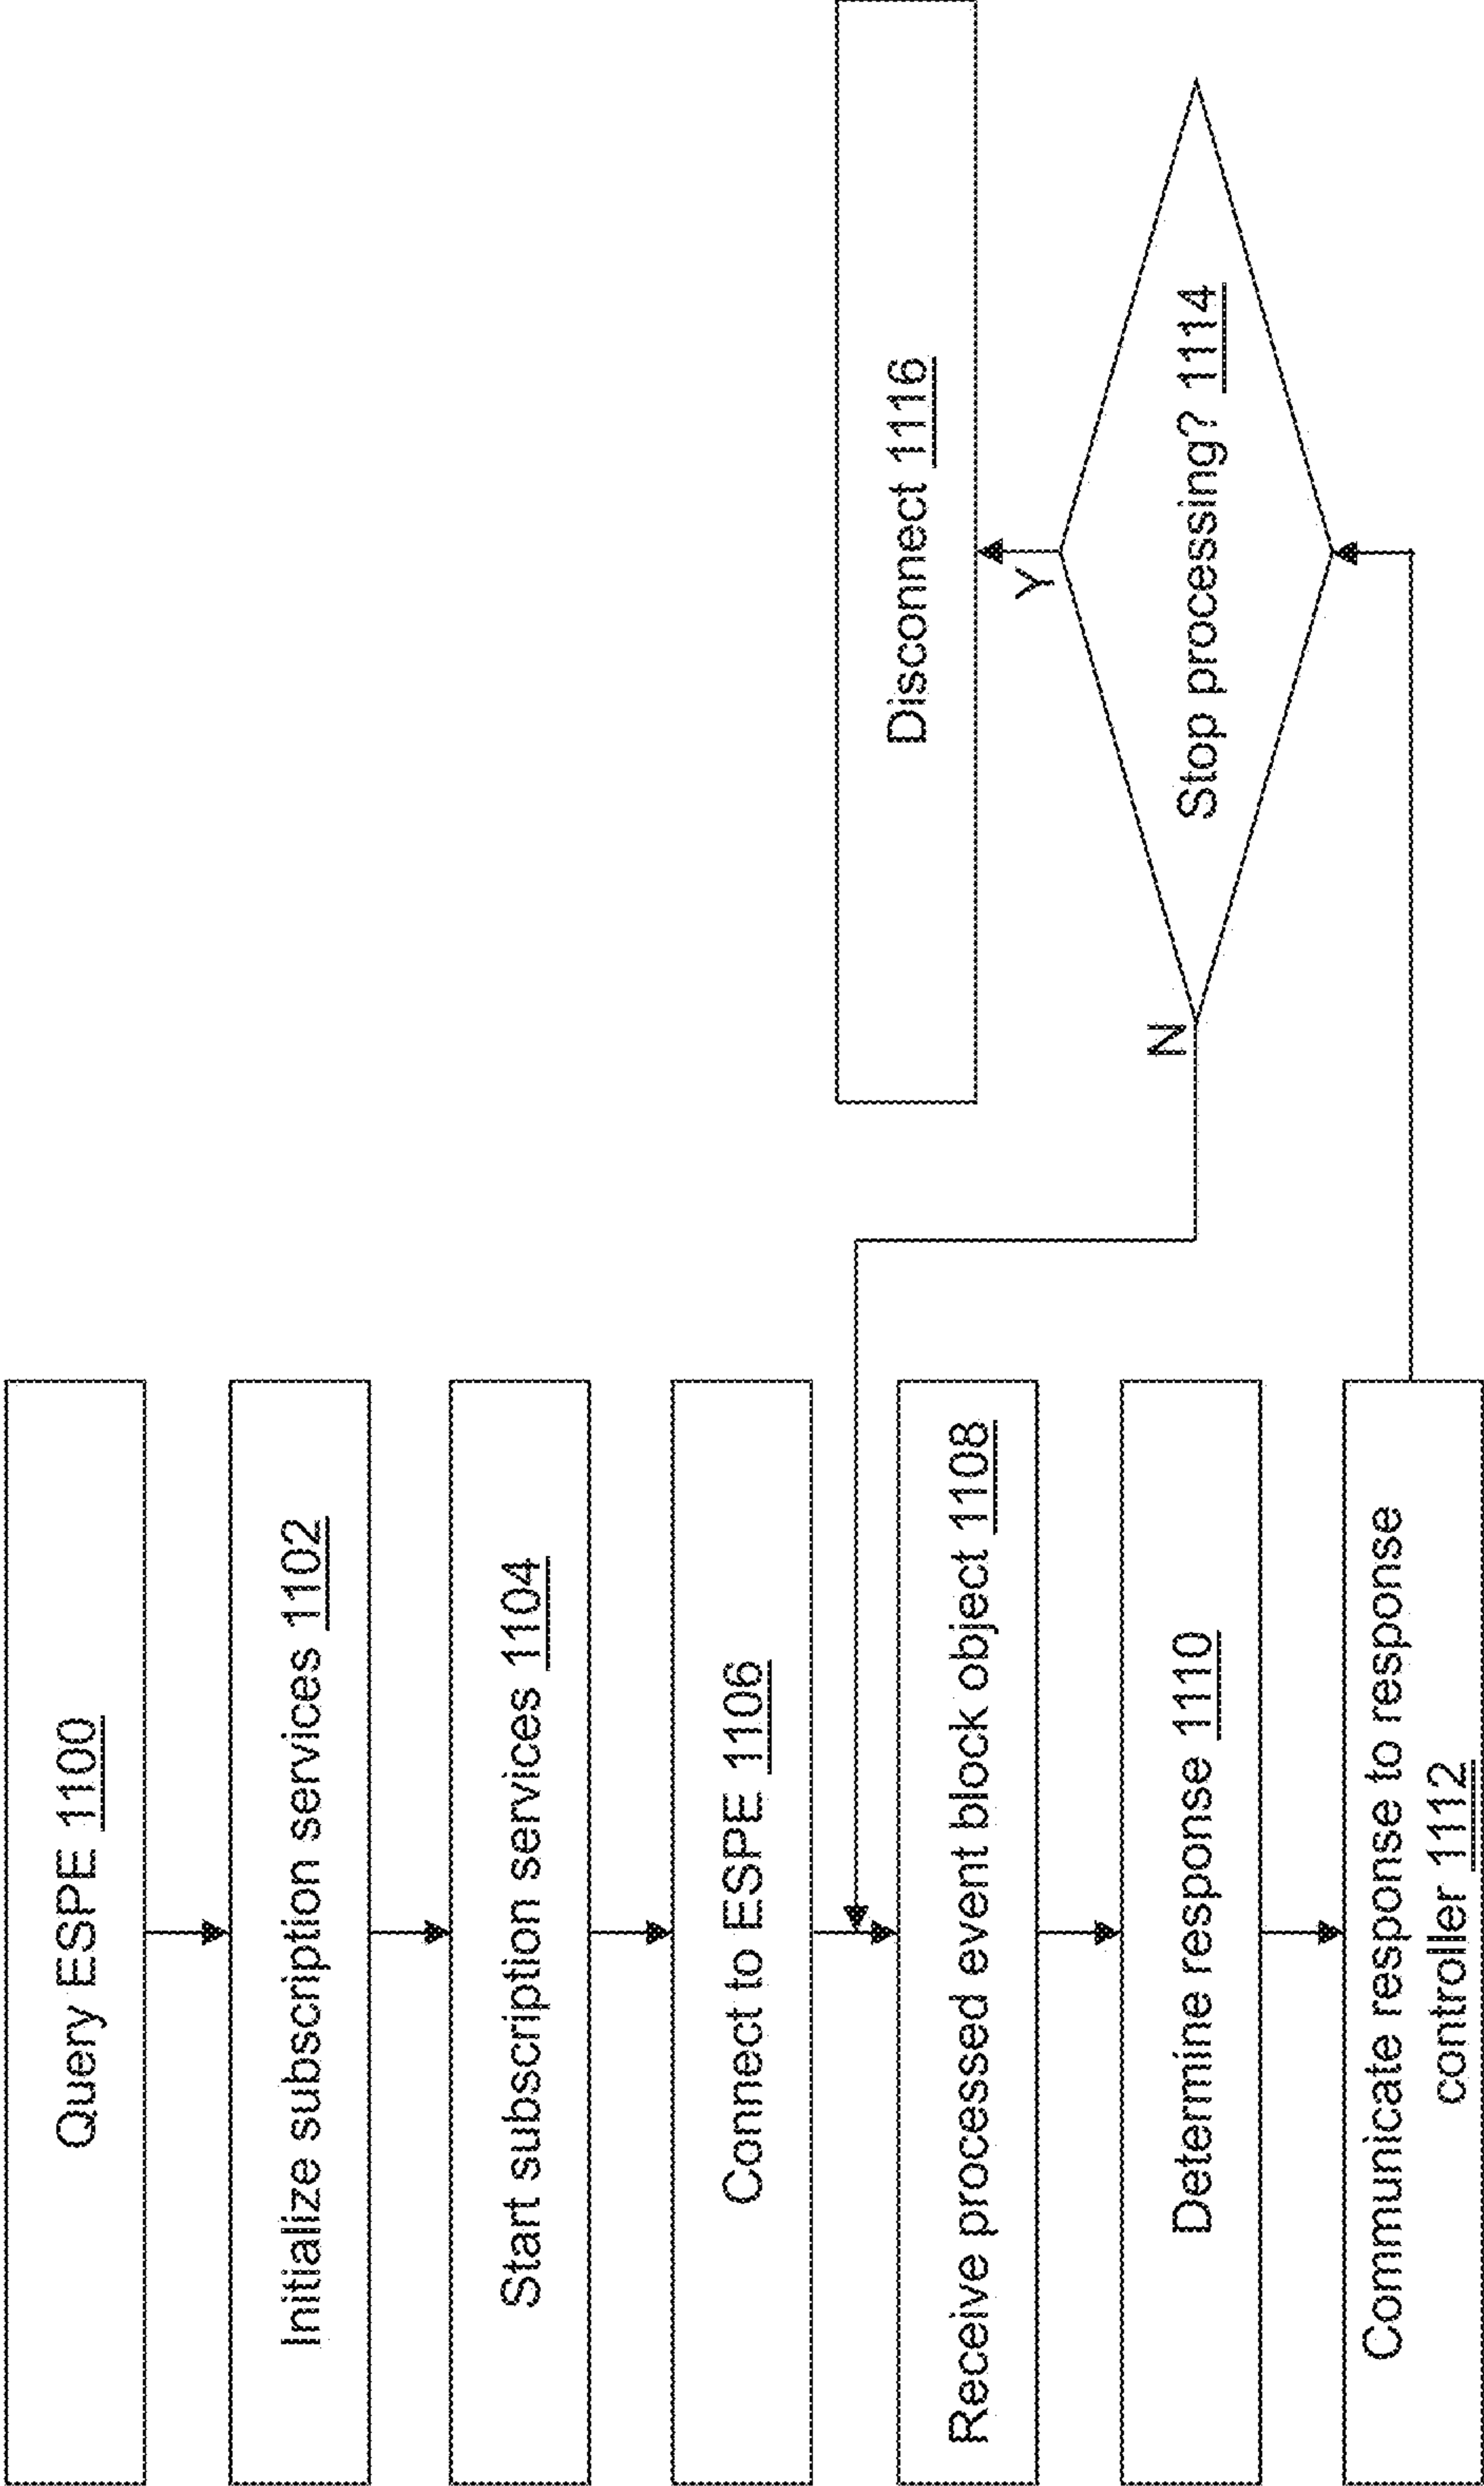 Query ESPE 1100
Initialize subscription services 1102
Start subscription services 1104
Connect to ESPE 1106
Receive processed event block object 1108
Determine response 1110
Communicate response to response
controller 1112
Disconnect 1116
Y
Stop processing? 1114
N